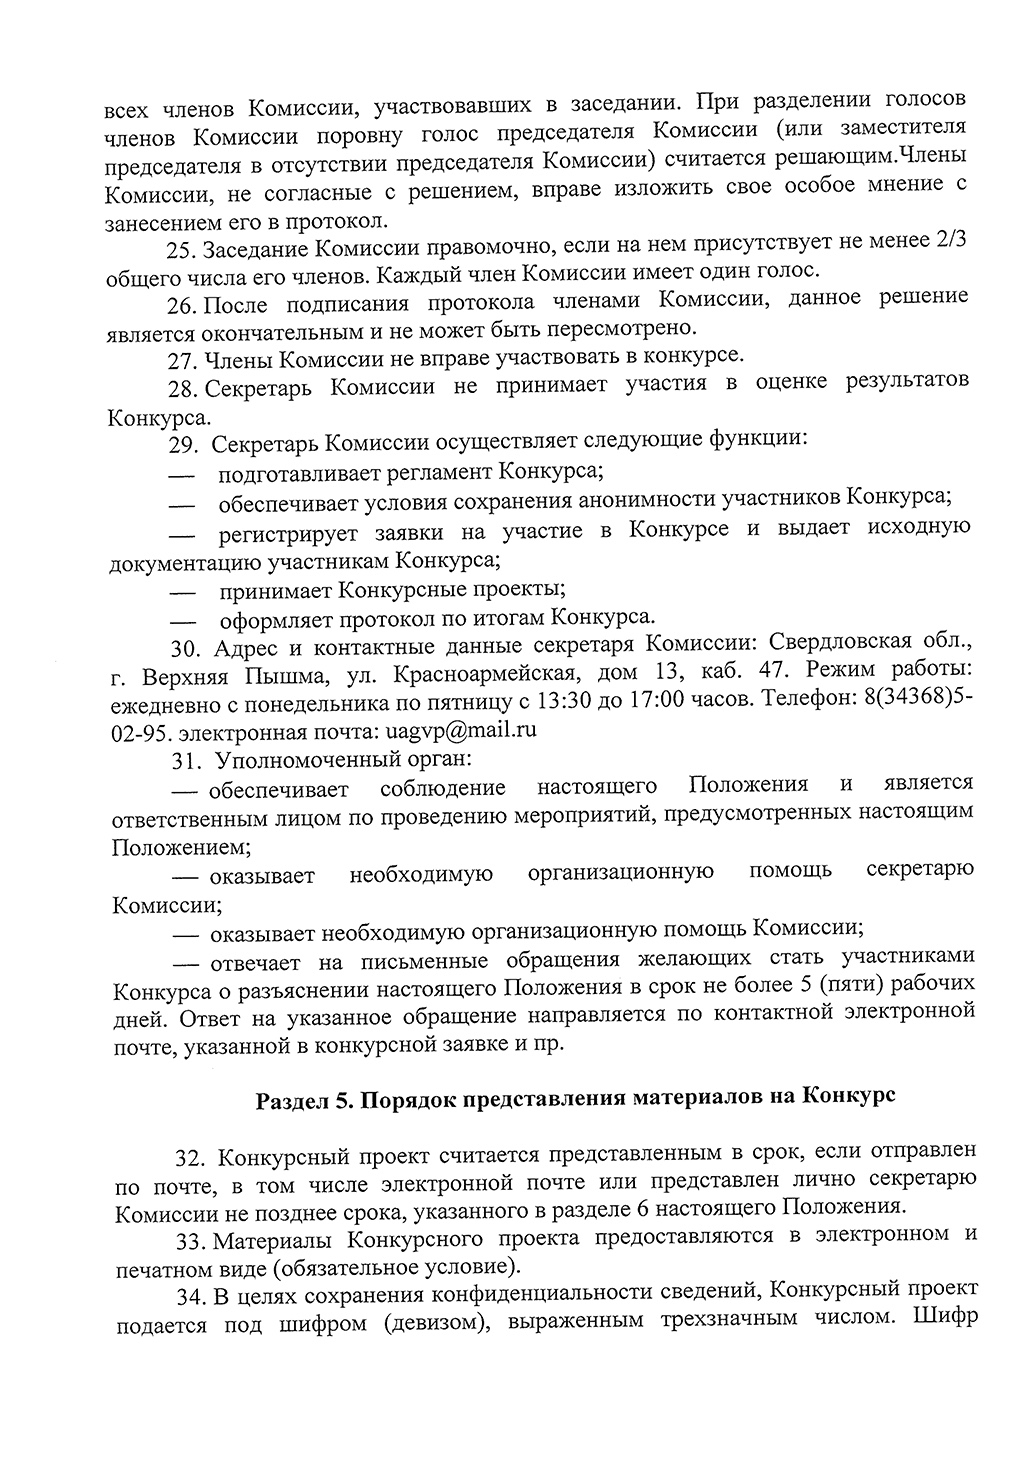 всех членов Комиссии, участвовавших в заседании. При разделении голосов
членов Комиссии поровну голос председателя Комиссии (или заместителя
председателя в отсутствии председателя Комиссии) считается решающим.Члены
Комиссии, не согласные с решением, вправе изложить свое особое мнение с
занесением его в протокол.
25. Заседание Комиссии правомочно, если на нем присутствует не менее 2/3
общего числа его членов. Каждый член Комиссии имеет один голос.
26. После подписания протокола членами Комиссии, данное решение
является окончательным и не может быть пересмотрено.
27. Члены Комиссии не вправе участвовать в конкурсе.
28. Секретарь Комиссии не принимает участия в оценке результатов
Конкурса.
29. Секретарь Комиссии осуществляет следующие функции:
— подготавливает регламент Конкурса;
— обеспечивает условия сохранения анонимности участников Конкурса;
— регистрирует заявки на участие в Конкурсе и выдает исходную
документацию участникам Конкурса;
— принимает Конкурсные проекты;
— оформляет протокол по итогам Конкурса.
30. Адрес и контактные данные секретаря Комиссии: Свердловская обл.,
г. Верхняя Пышма, ул. Красноармейская, дом 13, каб. 47. Режим работы:
ежедневно с понедельника по пятницу с 13:30 до 17:00 часов. Телефон: 8(34368)5-
02-95. электронная почта: uagvp@mail.ru
31. Уполномоченный орган:
— обеспечивает соблюдение настоящего Положения и является
ответственным лицом по проведению мероприятий, предусмотренных настоящим
Положением;
— оказывает необходимую организационную помощь секретарю
Комиссии;
— оказывает необходимую организационную помощь Комиссии;
— отвечает на письменные обращения желающих стать участниками
Конкурса о разъяснении настоящего Положения в срок не более 5 (пяти) рабочих
дней. Ответ на указанное обращение направляется по контактной электронной
почте, указанной в конкурсной заявке и пр.
Раздел 5. Порядок представления материалов на Конкурс
32. Конкурсный проект считается представленным в срок, если отправлен
по почте, в том числе электронной почте или представлен лично секретарю
Комиссии не позднее срока, указанного в разделе 6 настоящего Положения.
33. Материалы Конкурсного проекта предоставляются в электронном и
печатном виде (обязательное условие).
34. В целях сохранения конфиденциальности сведений, Конкурсный проект
подается под шифром (девизом), выраженным трехзначным числом. Шифр